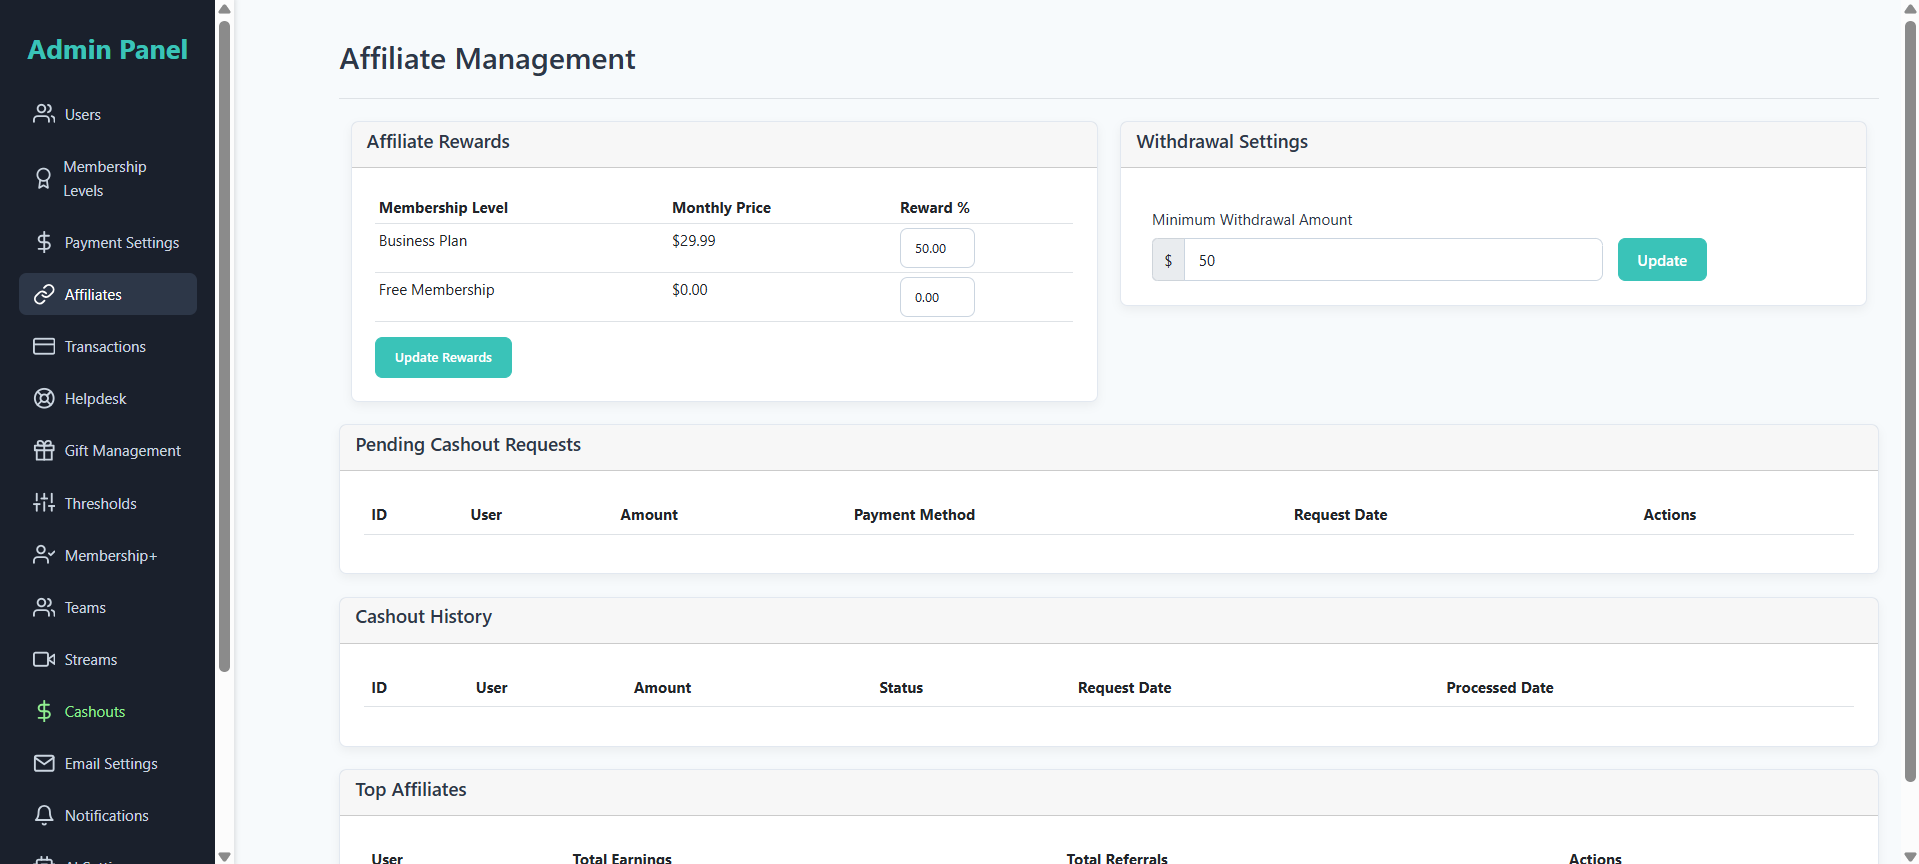 Admin Panel
Users
Membership
Levels
Payment Settings
Affiliates
Transactions
Helpdesk
Gift Management
Thresholds
Membership+
Teams
Streams
Cashouts
Email Settings
Notifications
Affiliate Management
Affiliate Rewards
Membership Level Monthly Price Reward %
Business Plan $29.99 50.00
Free Membership $0.00 0.00
Update Rewards
Withdrawal Settings
Minimum Withdrawal Amount
$ 50 Update
Pending Cashout Requests
ID User Amount Payment Method Request Date Actions
Cashout History
ID User Amount Status Request Date Processed Date
Top Affiliates
User Total Earnings Total Referrals Actions